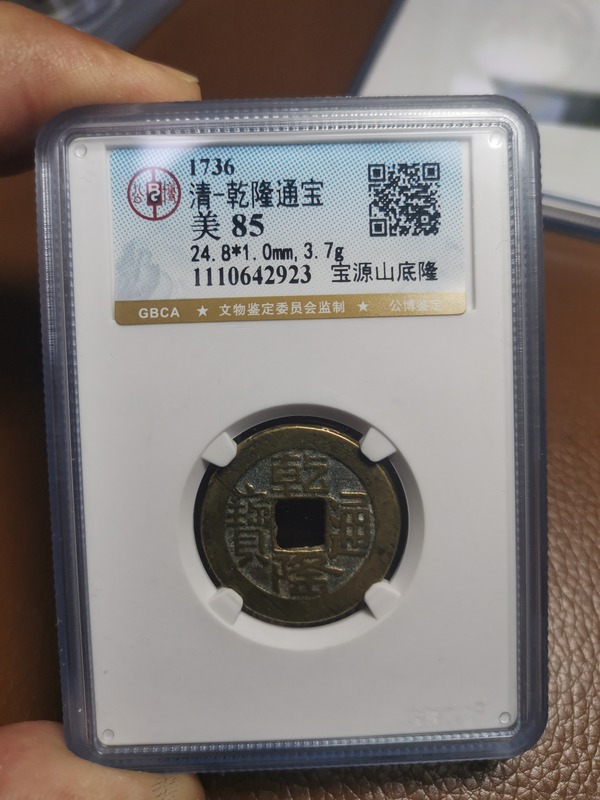 1736
清-乾隆通宝
美 85
24.8*1.0mm, 3.7g
1110642923 宝源山底隆
GBCA ★ 文物鉴定委员会监制 ★ 公博鉴定
公博
乾隆通寶